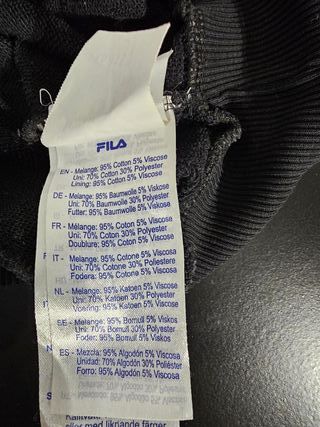 FILA
EN - Melange: 95% Cotton 5% Viscose
Uni: 70% Cotton 30% Polyester
Lining: 95% Cotton 5% Viscose
DE - Melange: 95% Baumwolle 5% Viskose
Uni: 70% Baumwolle 30% Polyester
Futter: 95% Baumwolle 5% Viskose
FR - Mélange: 95% Coton 5% Viscose
Uni: 70% Coton 30% Polyester
Doublure: 95% Coton 5% Viscose
IT - Melange: 95% Cotone 5% Viscosa
Uni: 70% Cotone 30% Poliestere
Fodera: 95% Cotone 5% Viscosa
NL - Melange: 95% Katoen 5% Viscose
Uni: 70% Katoen 30% Polyester
Voering: 95% Katoen 5% Viscose
SE - Melange: 95% Bomull 5% Viskos
Uni: 70% Bomull 30% Polyester
Foder: 95% Bomull 5% Viskos
ES - Mezcla: 95% Algodón 5% Viscosa
Unidad: 70% Algodón 30% Poliéster
Forro: 95% Algodón 5% Viscosa
eller med liknande färger